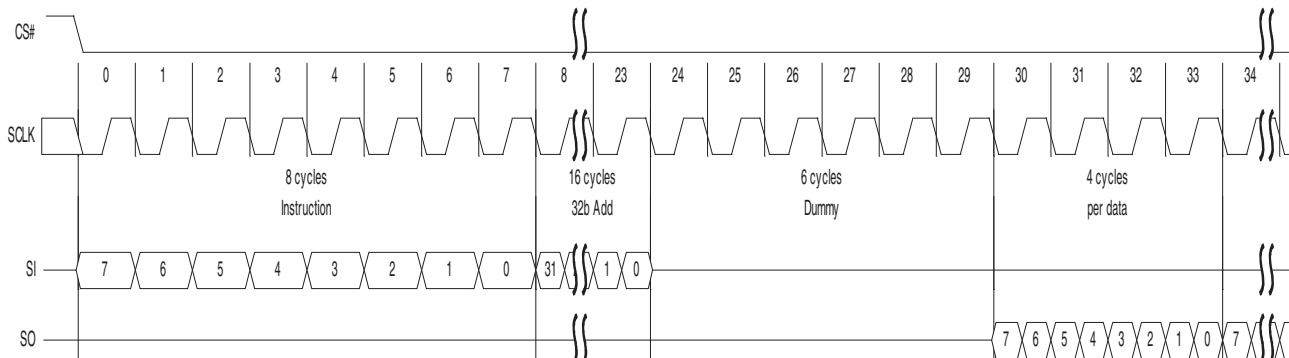 CS#
0 1 2 3 4 5 6 7 8 23 24 25 26 27 28 29 30 31 32 33 34
SCLK
8 cycles 16 cycles 6 cycles 4 cycles
Instruction 32b Add Dummy per data
SI 7 6 5 4 3 2 1 0 31 1 0
SO 7 6 5 4 3 2 1 0 7